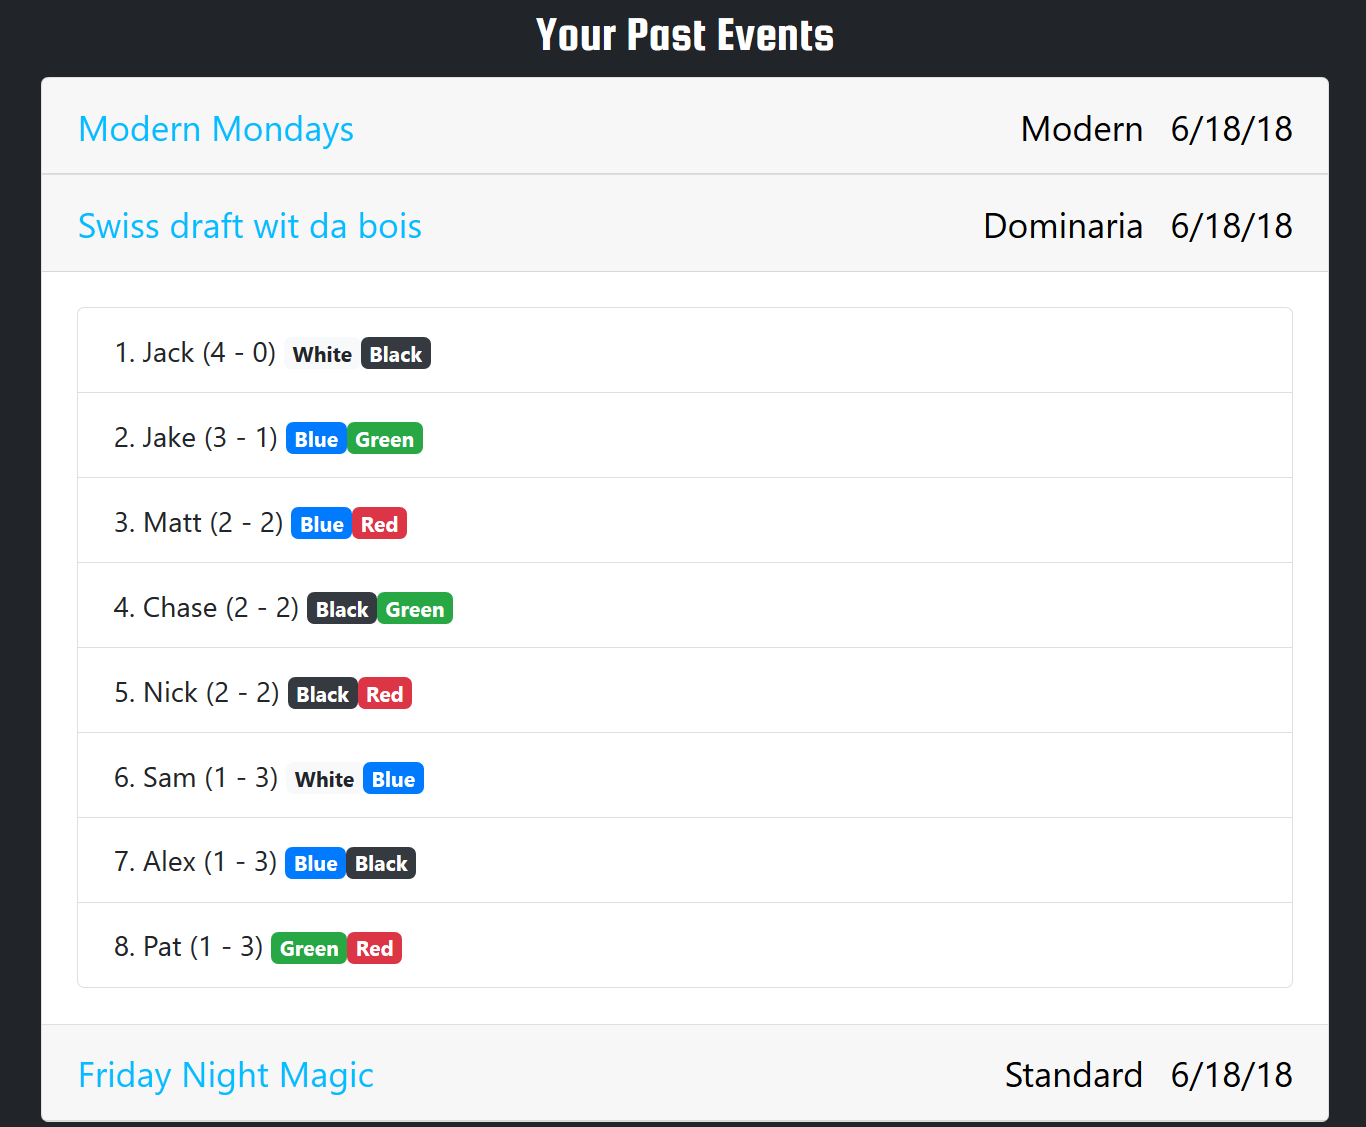 Your Past Events
Modern Mondays Modern 6/18/18
Swiss draft wit da bois Dominaria 6/18/18
1. Jack (4 - 0) White Black
2. Jake (3 - 1) Blue Green
3. Matt (2 - 2) Blue Red
4. Chase (2 - 2) Black Green
5. Nick (2 - 2) Black Red
6. Sam (1 - 3) White Blue
7. Alex (1 - 3) Blue Black
8. Pat (1 - 3) Green Red
Friday Night Magic Standard 6/18/18